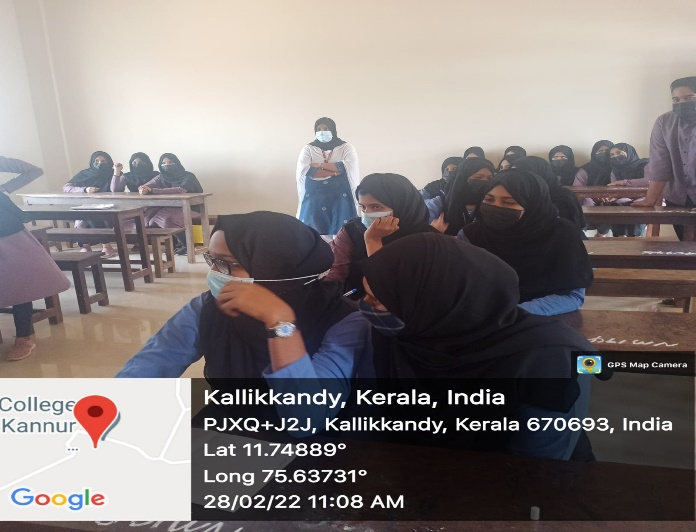 GPS Map Camera
College
Kannur
...
Google
Kallikkandy, Kerala, India
PJXQ+J2J, Kallikkandy, Kerala 670693, India
Lat 11.74889°
Long 75.63731°
28/02/22 11:08 AM